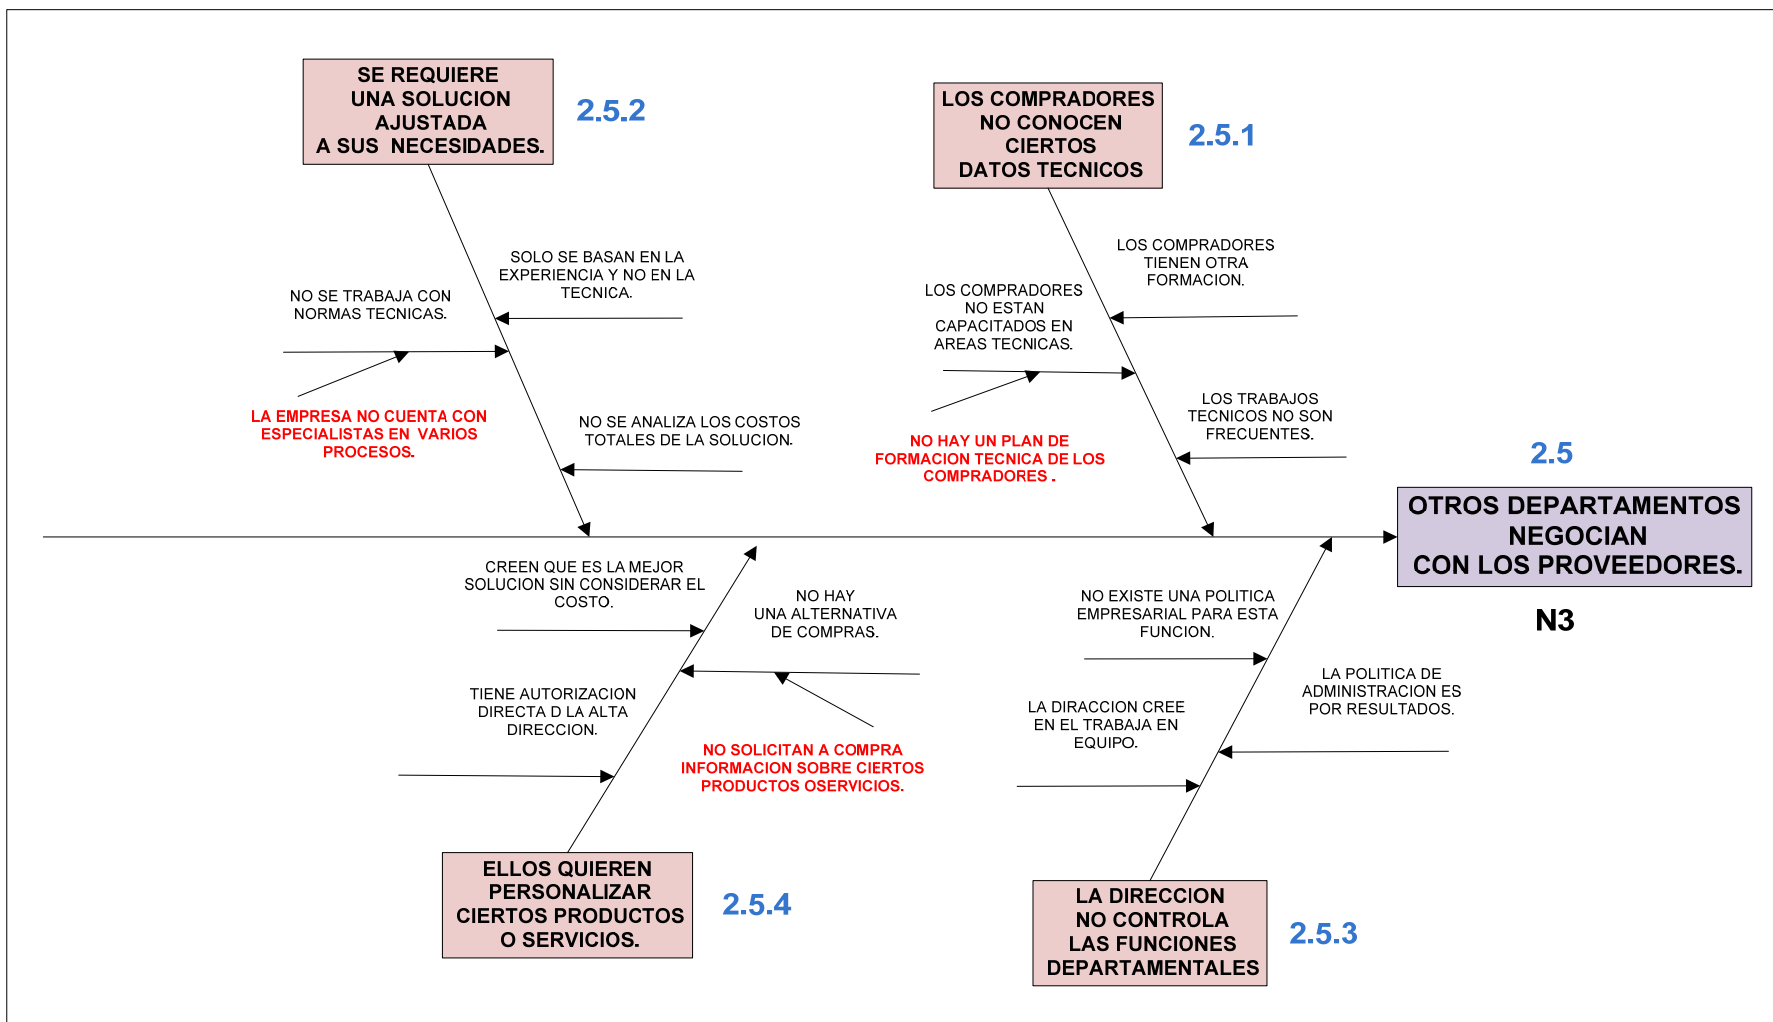 SE REQUIERE
UNA SOLUCION
AJUSTADA
A SUS NECESIDADES.
2.5.2
LOS COMPRADORES
NO CONOCEN
CIERTOS
DATOS TECNICOS
2.5.1
SOLO SE BASAN EN LA
EXPERIENCIA Y NO EN LA
TECNICA.
NO SE TRABAJA CON
NORMAS TECNICAS.
LA EMPRESA NO CUENTA CON
ESPECIALISTAS EN VARIOS
PROCESOS.
NO SE ANALIZA LOS COSTOS
TOTALES DE LA SOLUCION.
LOS COMPRADORES
TIENEN OTRA
FORMACION.
LOS COMPRADORES
NO ESTAN
CAPACITADOS EN
AREAS TECNICAS.
NO HAY UN PLAN DE
FORMACION TECNICA DE LOS
COMPRADORES .
LOS TRABAJOS
TECNICOS NO SON
FRECUENTES.
2.5
OTROS DEPARTAMENTOS
NEGOCIAN
CON LOS PROVEEDORES.
N3
CREEN QUE ES LA MEJOR
SOLUCION SIN CONSIDERAR EL
COSTO.
NO HAY
UNA ALTERNATIVA
DE COMPRAS.
TIENE AUTORIZACION
DIRECTA D LA ALTA
DIRECCION.
NO SOLICITAN A COMPRA
INFORMACION SOBRE CIERTOS
PRODUCTOS OSERVICIOS.
NO EXISTE UNA POLITICA
EMPRESARIAL PARA ESTA
FUNCION.
LA POLITICA DE
ADMINISTRACION ES
POR RESULTADOS.
LA DIRACCION CREE
EN EL TRABAJA EN
EQUIPO.
ELLOS QUIEREN
PERSONALIZAR
CIERTOS PRODUCTOS
O SERVICIOS.
2.5.4
LA DIRECCION
NO CONTROLA
LAS FUNCIONES
DEPARTAMENTALES
2.5.3